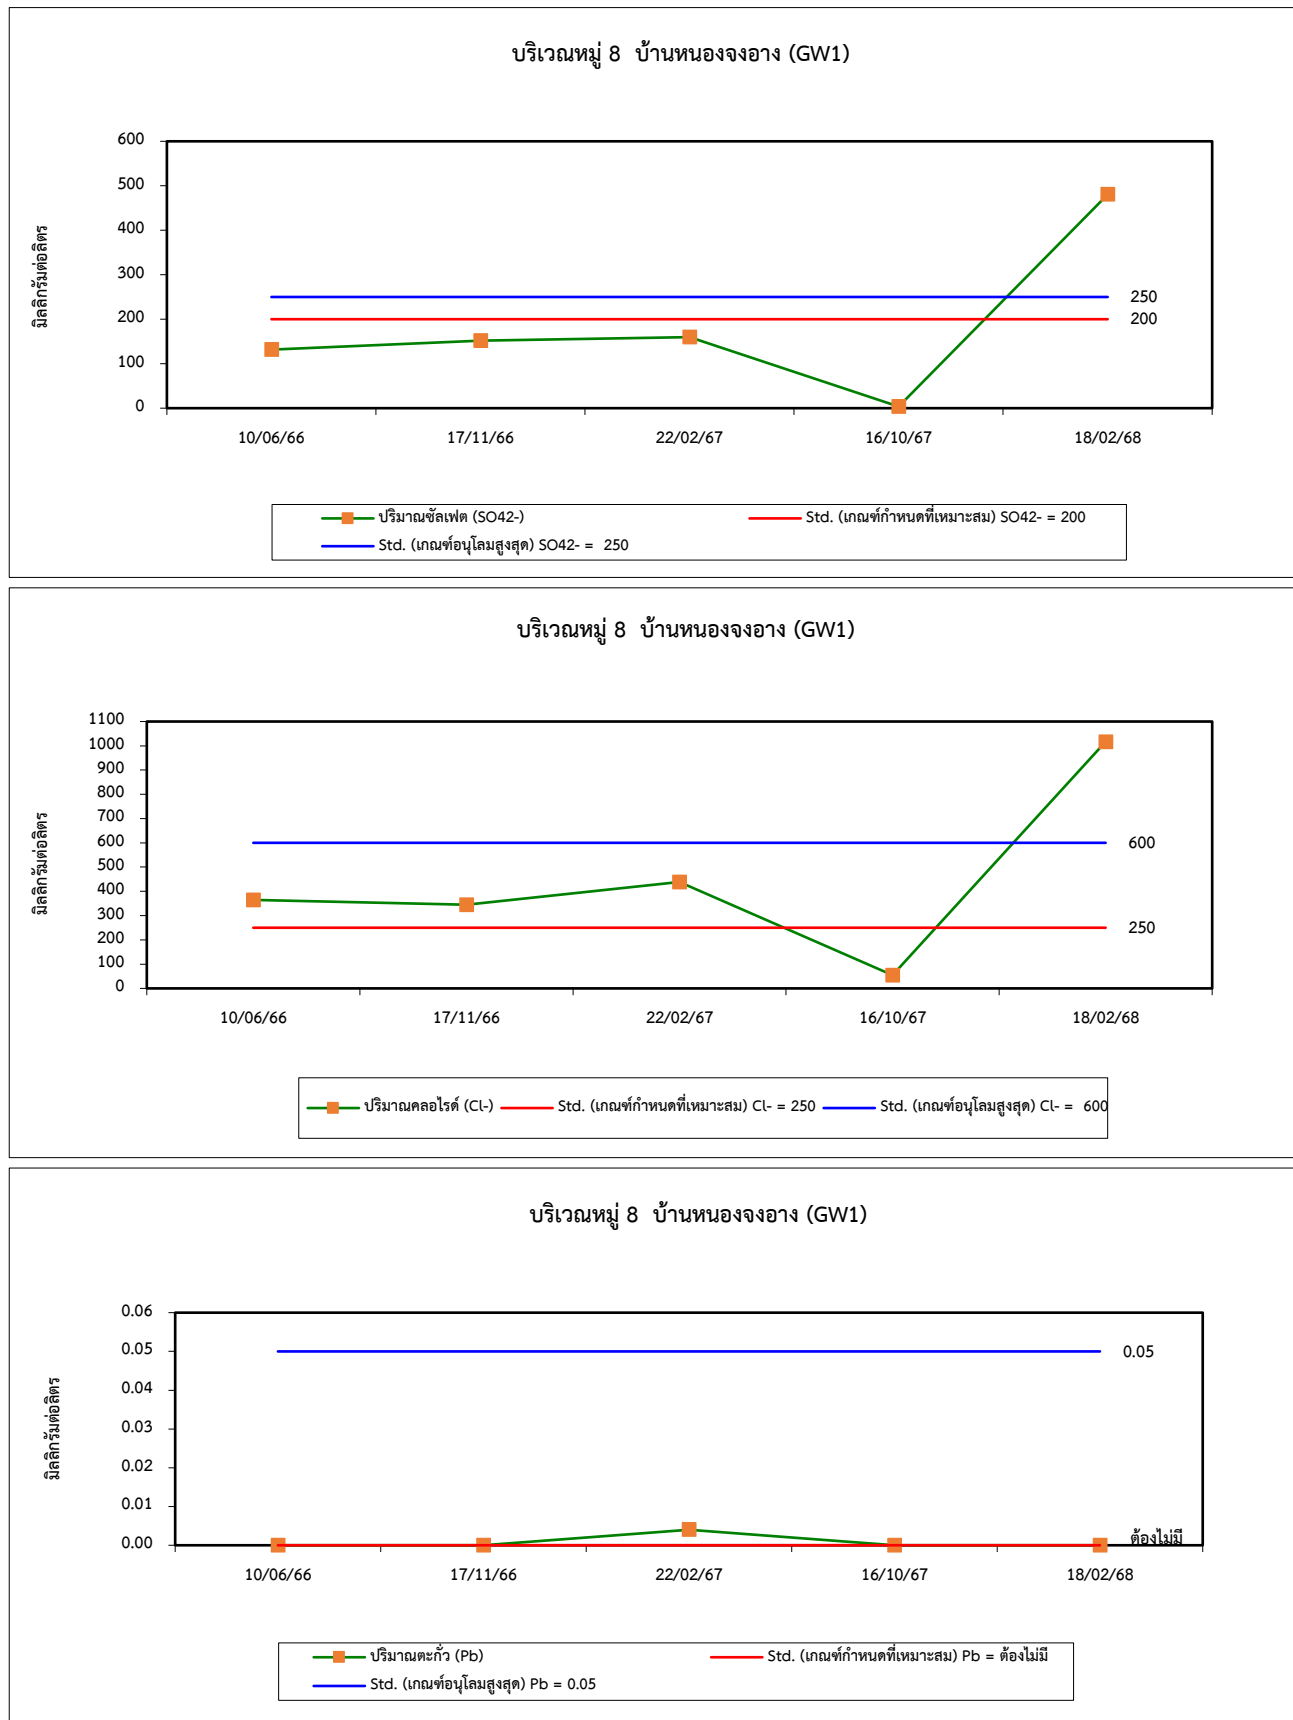 บริเวณหมู่ 8  บ้านหนองจงอาง (GW1)
มิลลิกรัมต่อลิตร
600
500
400
300
200
100
0
250
200
10/06/66 17/11/66 22/02/67 16/10/67 18/02/68
ปริมาณซัลเฟต (SO42-) Std. (เกณฑ์กำหนดที่เหมาะสม) SO42- = 200
Std. (เกณฑ์อนุโลมสูงสุด) SO42- =  250
บริเวณหมู่ 8  บ้านหนองจงอาง (GW1)
มิลลิกรัมต่อลิตร
1100
1000
900
800
700
600
500
400
300
200
100
0
600
250
10/06/66 17/11/66 22/02/67 16/10/67 18/02/68
ปริมาณคลอไรด์ (Cl-) Std. (เกณฑ์กำหนดที่เหมาะสม) Cl- = 250 Std. (เกณฑ์อนุโลมสูงสุด) Cl- =  600
บริเวณหมู่ 8  บ้านหนองจงอาง (GW1)
มิลลิกรัมต่อลิตร
0.06
0.05
0.04
0.03
0.02
0.01
0.00
0.05
ต้องไม่มี
10/06/66 17/11/66 22/02/67 16/10/67 18/02/68
ปริมาณตะกั่ว (Pb) Std. (เกณฑ์กำหนดที่เหมาะสม) Pb = ต้องไม่มี
Std. (เกณฑ์อนุโลมสูงสุด) Pb = 0.05